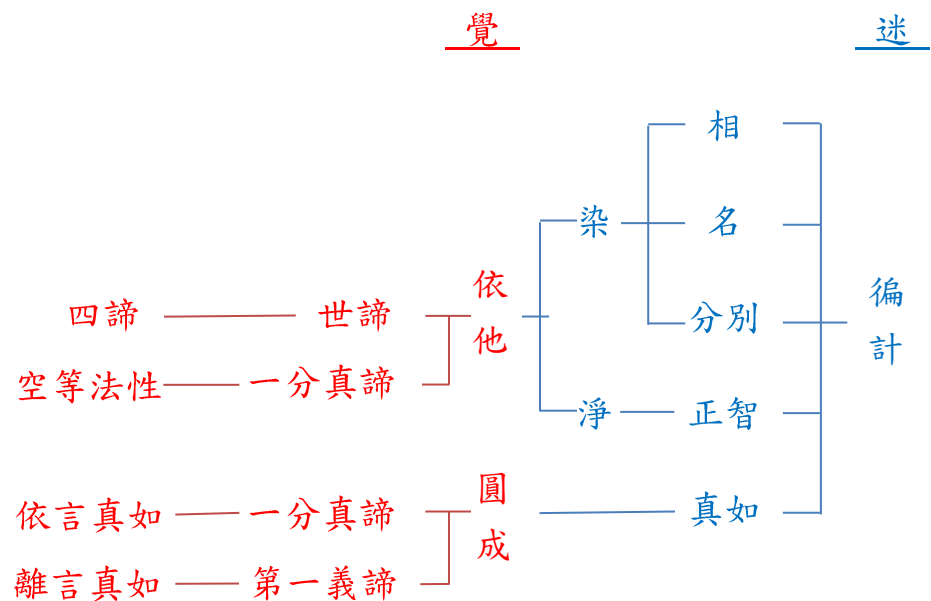 覺 迷
相
名
染
分別
依他
徧計
四諦 世諦
空等法性 一分真諦
淨 正智
圓成
真如
依言真如 一分真諦
離言真如 第一義諦